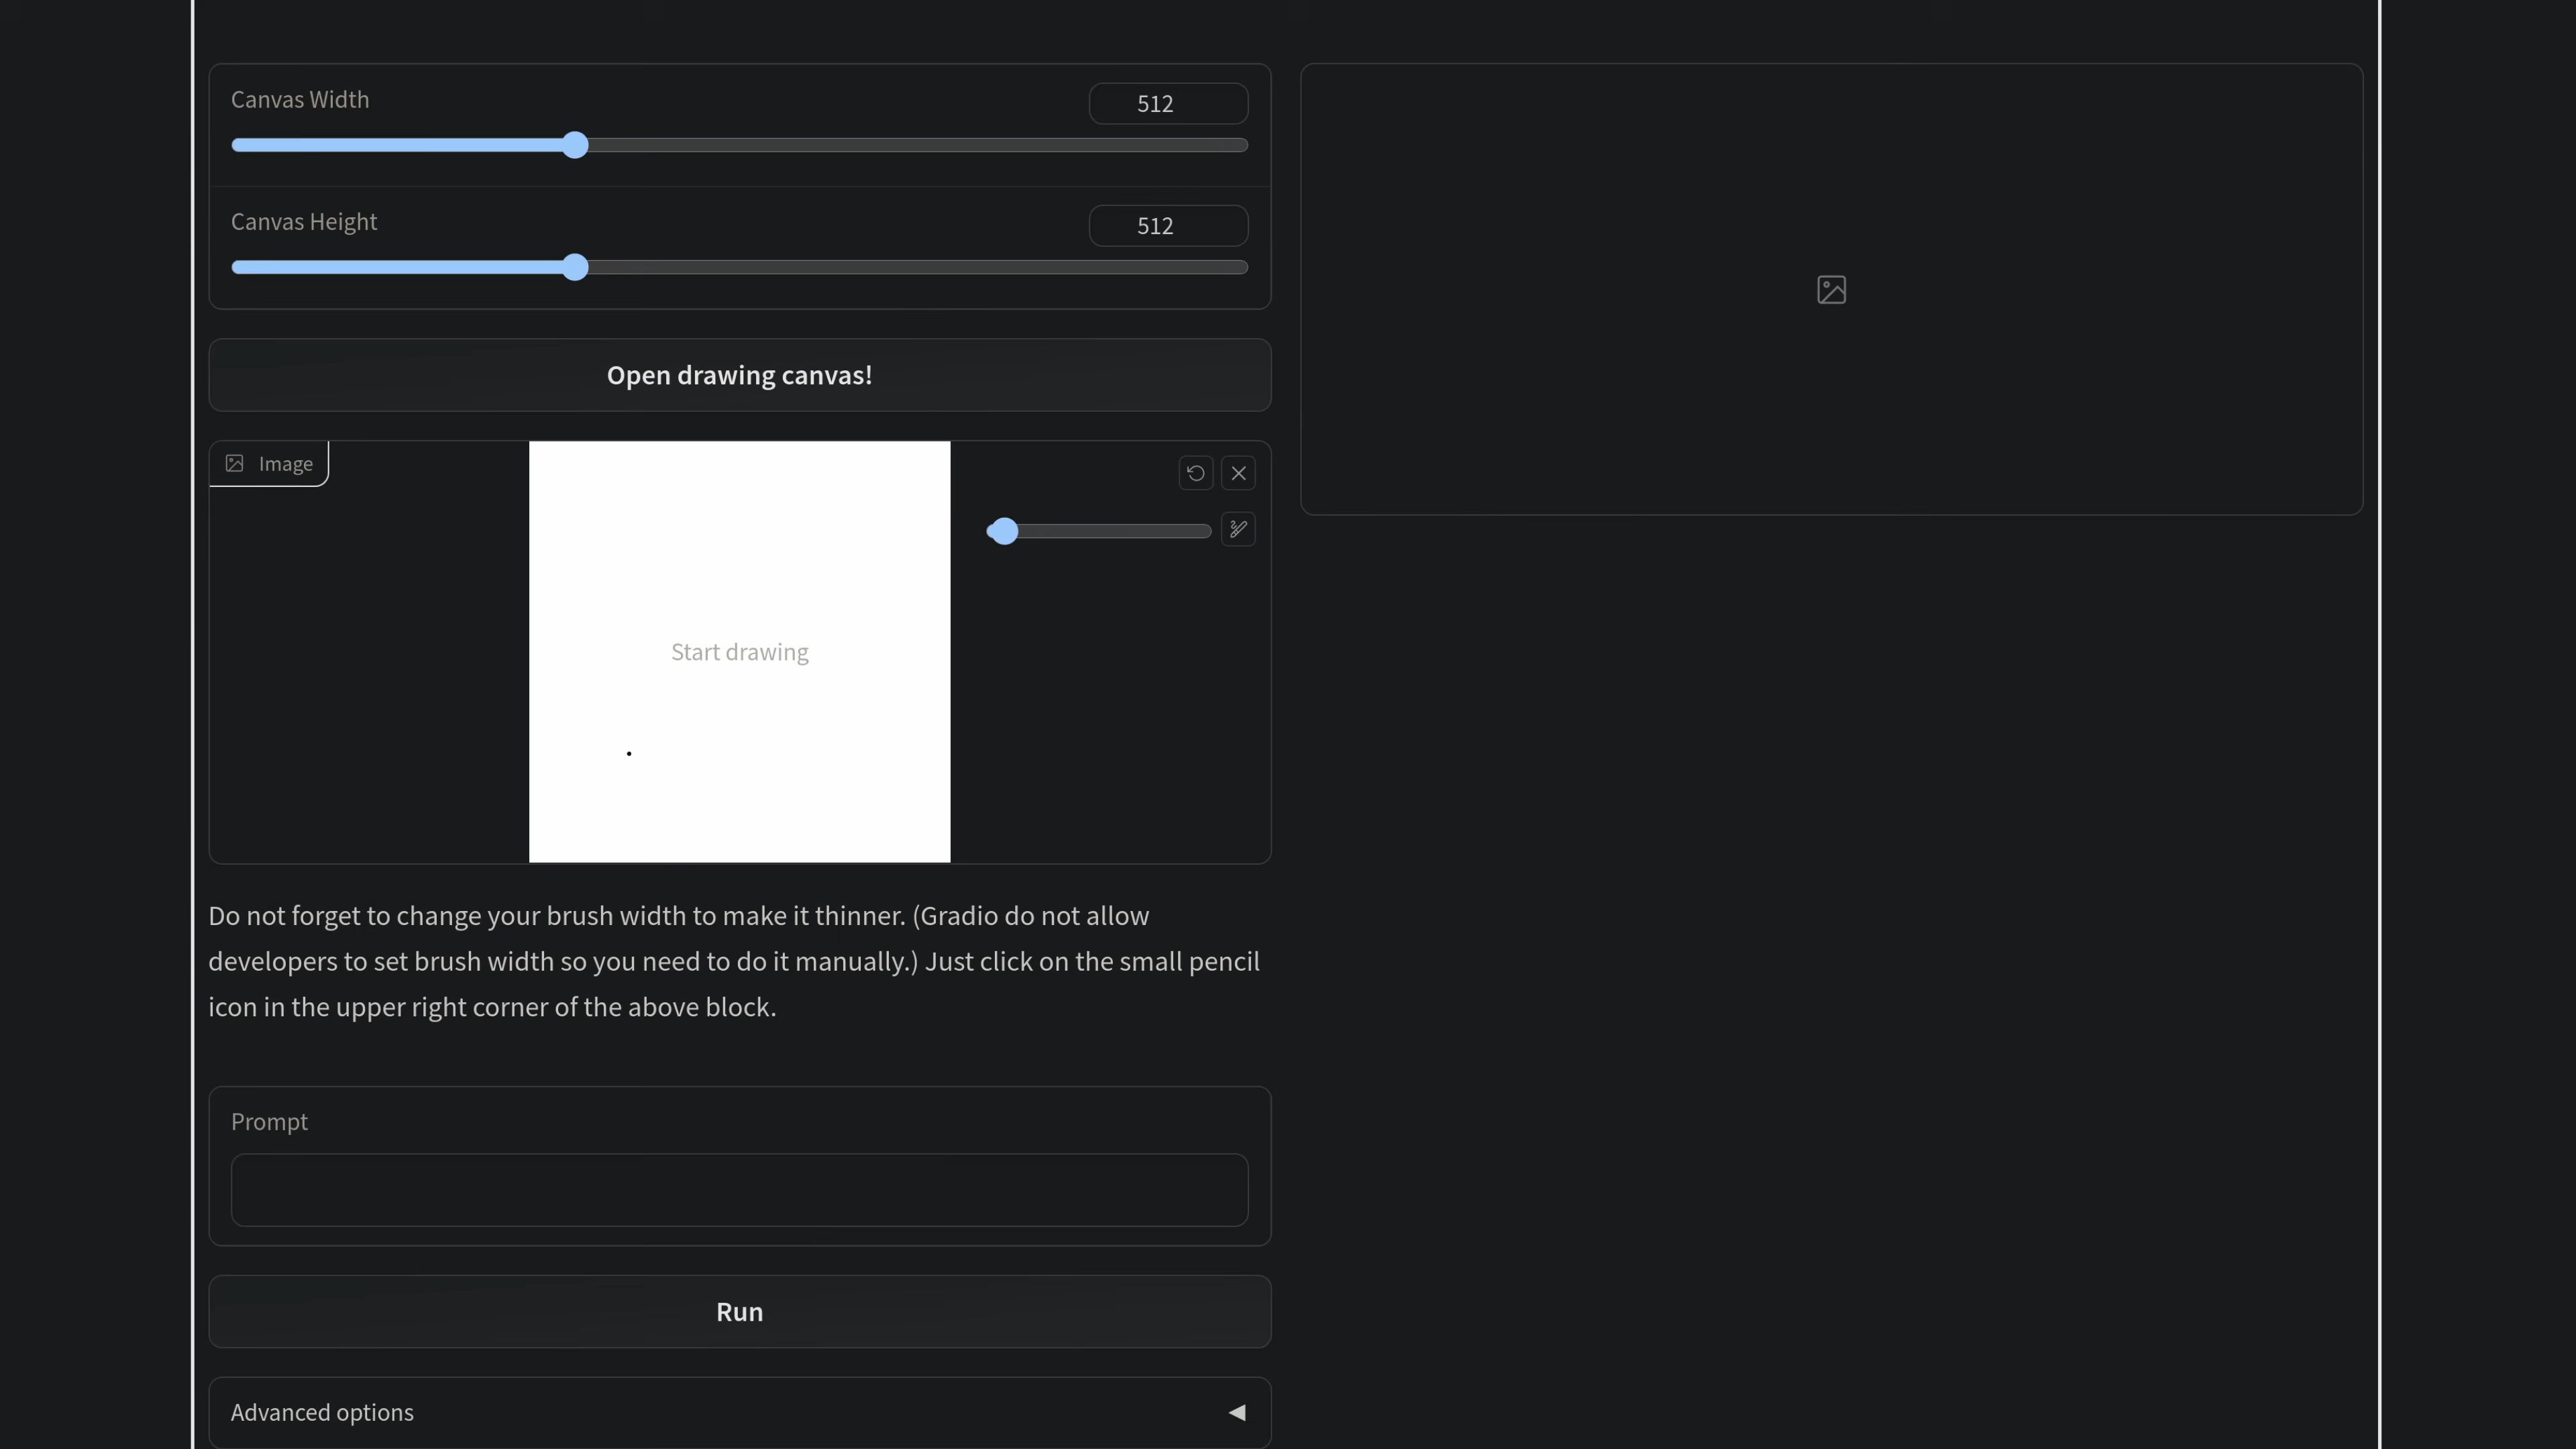 Canvas Width
512
Canvas Height
512
Open drawing canvas!
Image
Start drawing
Do not forget to change your brush width to make it thinner. (Gradio do not allow
developers to set brush width so you need to do it manually.) Just click on the small pencil
icon in the upper right corner of the above block.
Prompt
Run
Advanced options